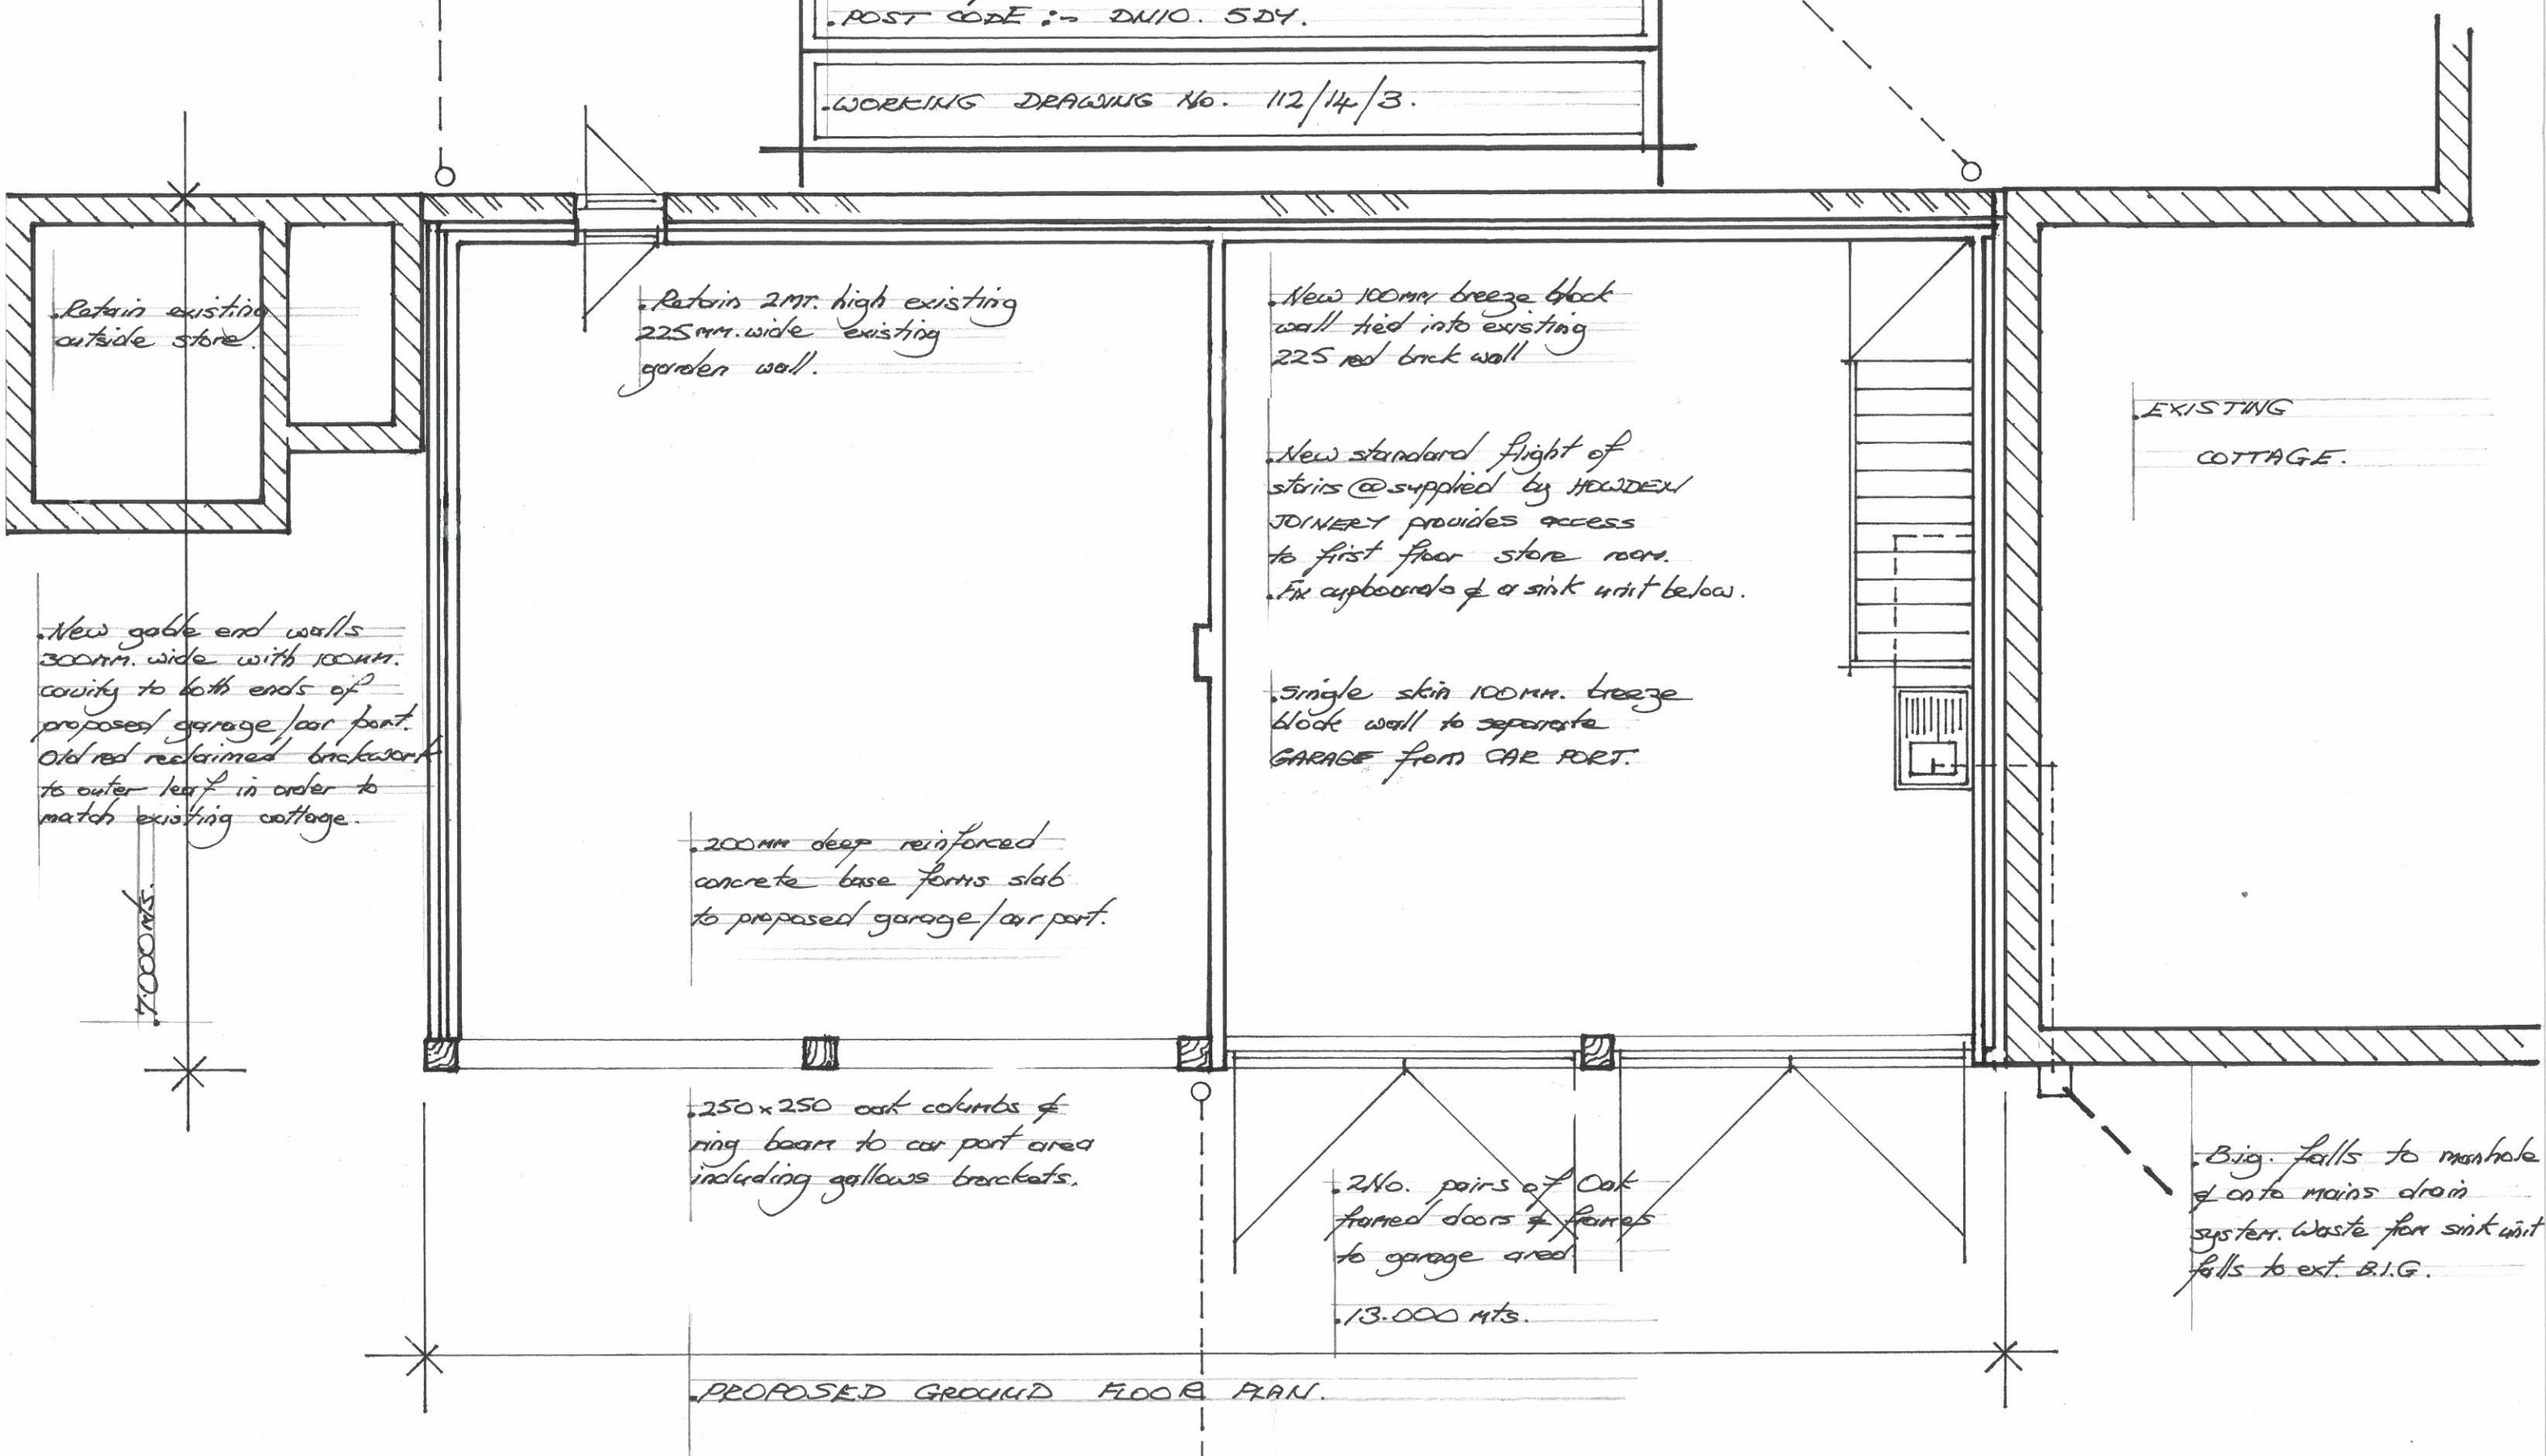 .POST CODE :- DN10. 5DY.
.WORKING DRAWING No. 112/14/3.
.Retain existing
outside store.
.Retain 2MT. high existing
225mm. wide existing
garden wall.
.New 100mm breeze block
wall tied into existing
225 red brick wall
.New standard flight of
stairs @ supplied by HOWDEN
JOINERY provides access
to first floor store room.
.Fix cupboards & a sink unit below.
.EXISTING
COTTAGE.
.New gable end walls
300mm. wide with 100mm.
cavity to both ends of
proposed garage/car port.
Old red reclaimed brickwork
to outer leaf in order to
match existing cottage.
.Single skin 100mm. breeze
block wall to separate
GARAGE from CAR PORT.
.200mm deep reinforced
concrete base forms slab
to proposed garage/car port.
.7.000mts.
.250x250 oak columbs &
ring beam to car port area
including gallows brackets.
.2No. pairs of Oak
framed doors & frames
to garage area
.13.000 mts.
.B.i.g. falls to manhole
& onto mains drain
system. Waste from sink unit
falls to ext. B.I.G.
.PROPOSED GROUND FLOOR PLAN.